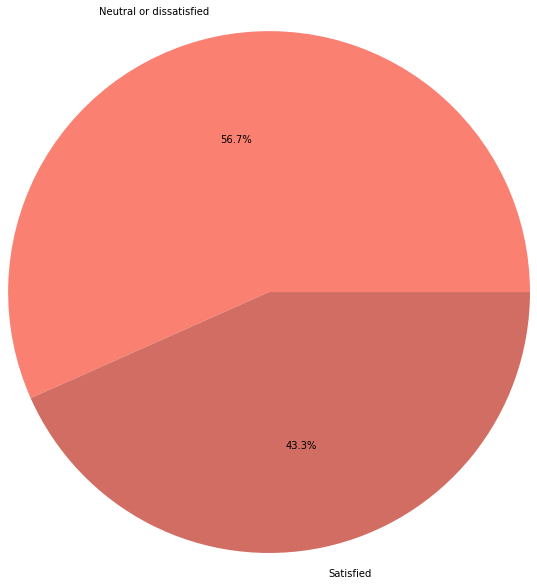 Neutral or dissatisfied
56.7%
43.3%
Satisfied